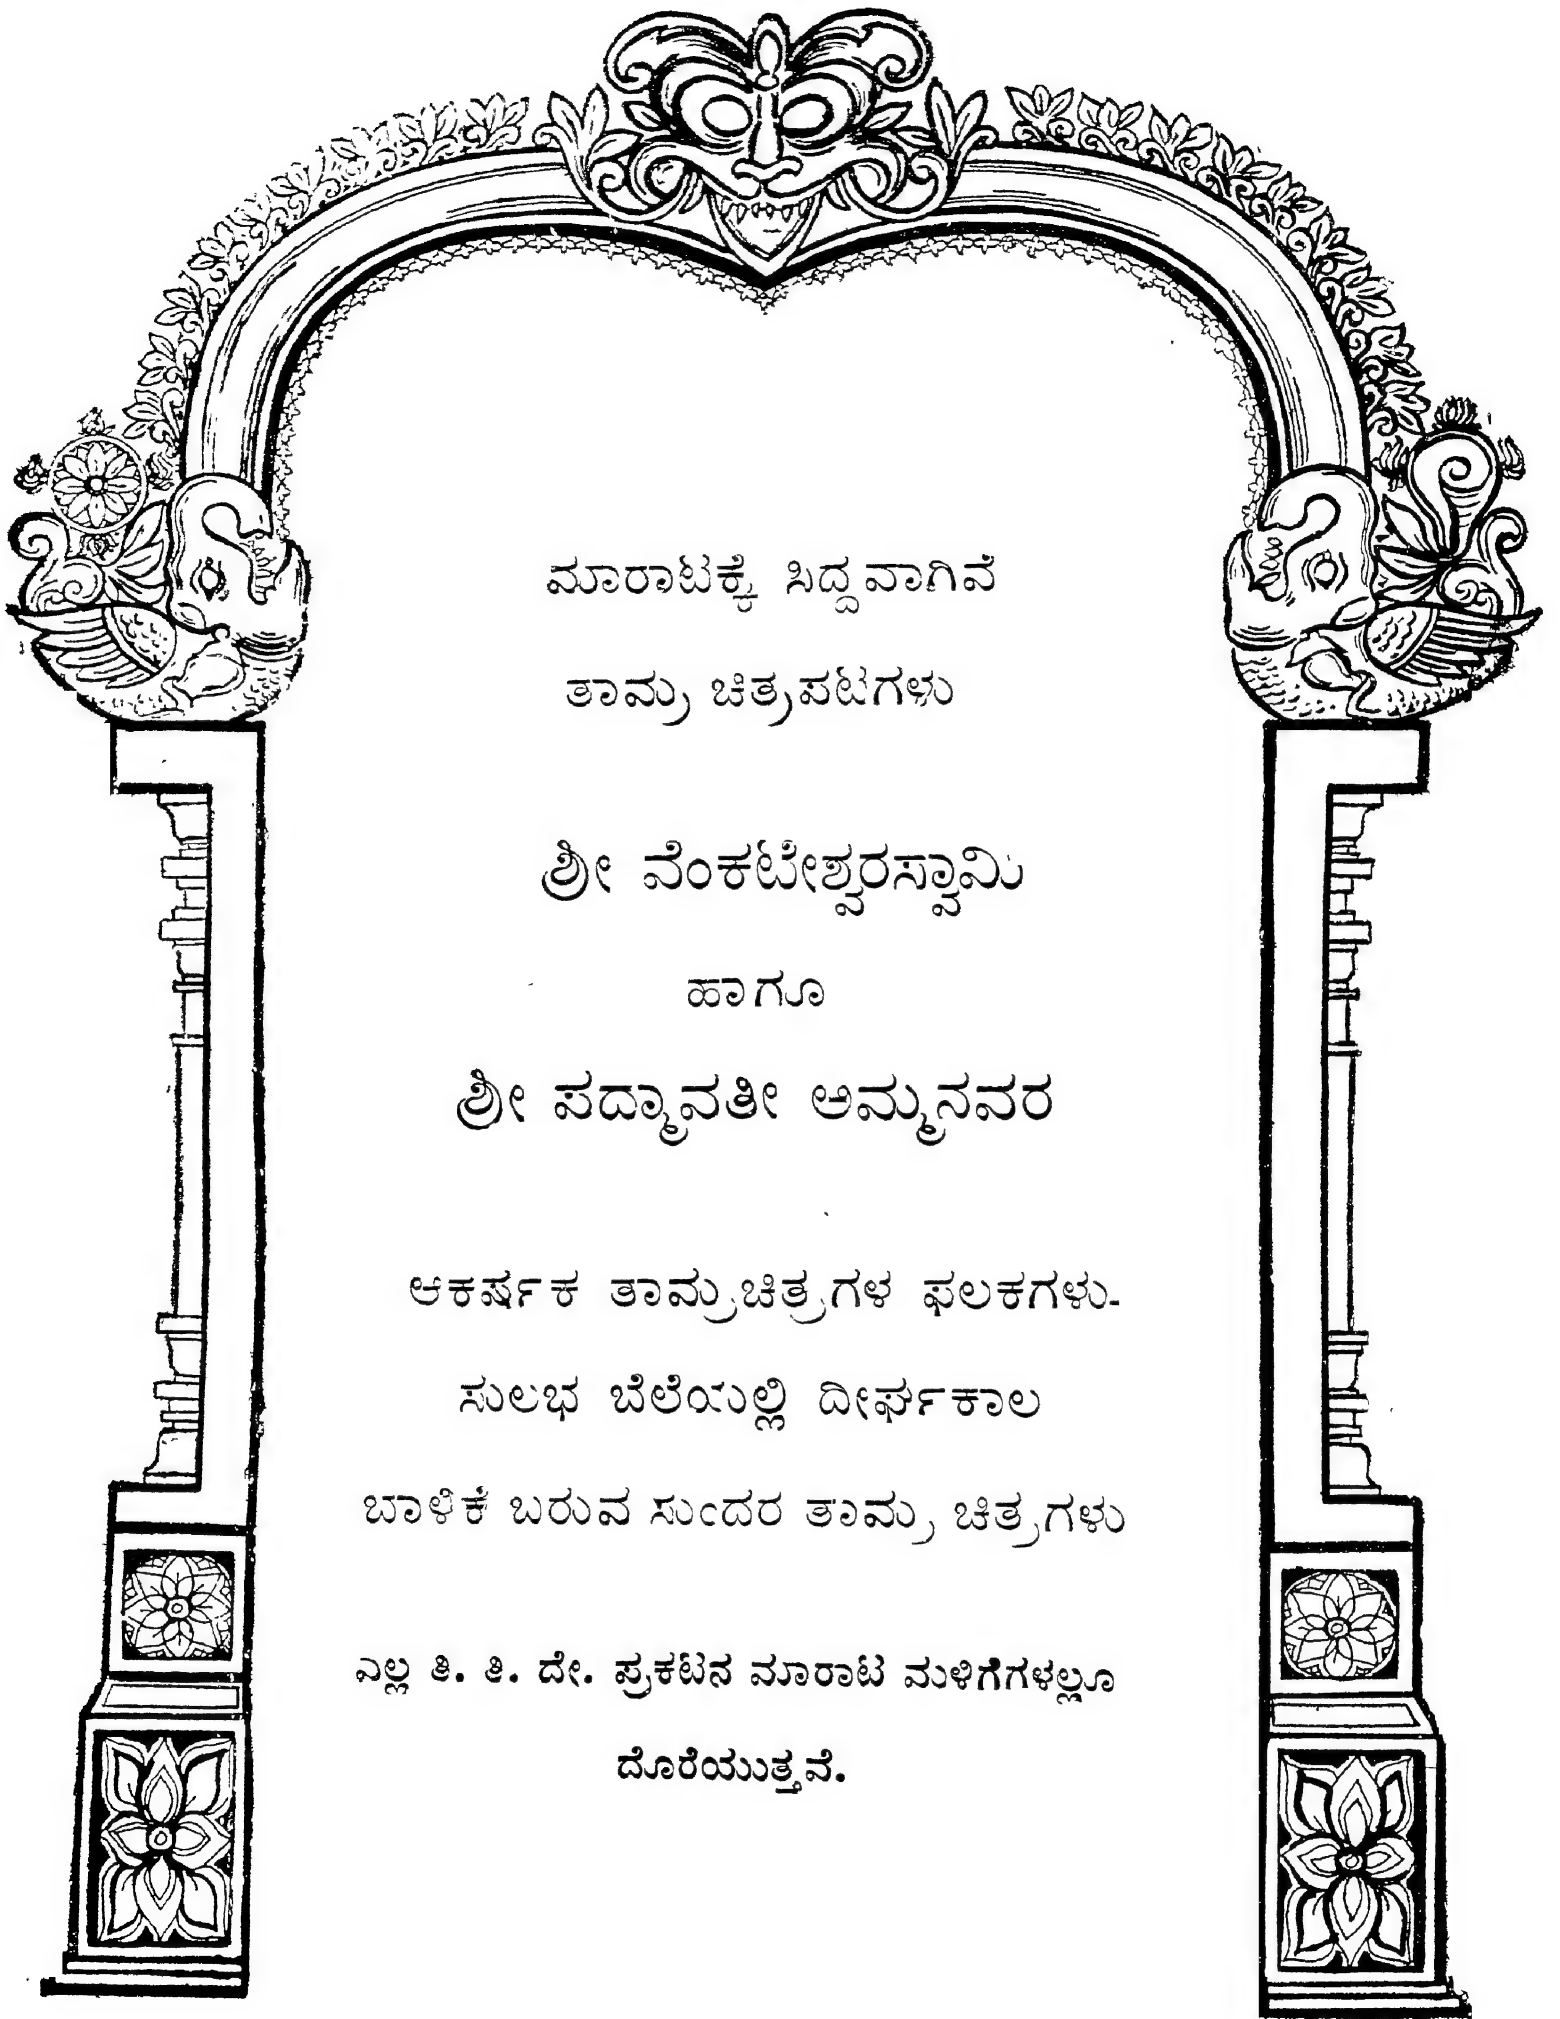 ಮಾರಾಟಕ್ಕೆ ಸಿದ್ದವಾಗಿವೆ
ತಾಮ್ರ ಚಿತ್ರಪಟಗಳು
ಶ್ರೀ ವೆಂಕಟೇಶ್ವರಸ್ವಾಮಿ
ಹಾಗೂ
ಶ್ರೀ ಪದ್ಮಾವತೀ ಅಮ್ಮನವರ
ಆಕರ್ಷಕ ತಾಮ್ರಚಿತ್ರಗಳ ಫಲಕಗಳು-
ಸುಲಭ ಬೆಲೆಯಲ್ಲಿ ದೀರ್ಘಕಾಲ
ಬಾಳಿಕೆ ಬರುವ ಸುಂದರ ತಾಮ್ರ ಚಿತ್ರಗಳು
ಎಲ್ಲ ತಿ. ತಿ. ದೇ. ಪ್ರಕಟನ ಮಾರಾಟ ಮಳಿಗೆಗಳಲ್ಲೂ
ದೊರೆಯುತ್ತವೆ.